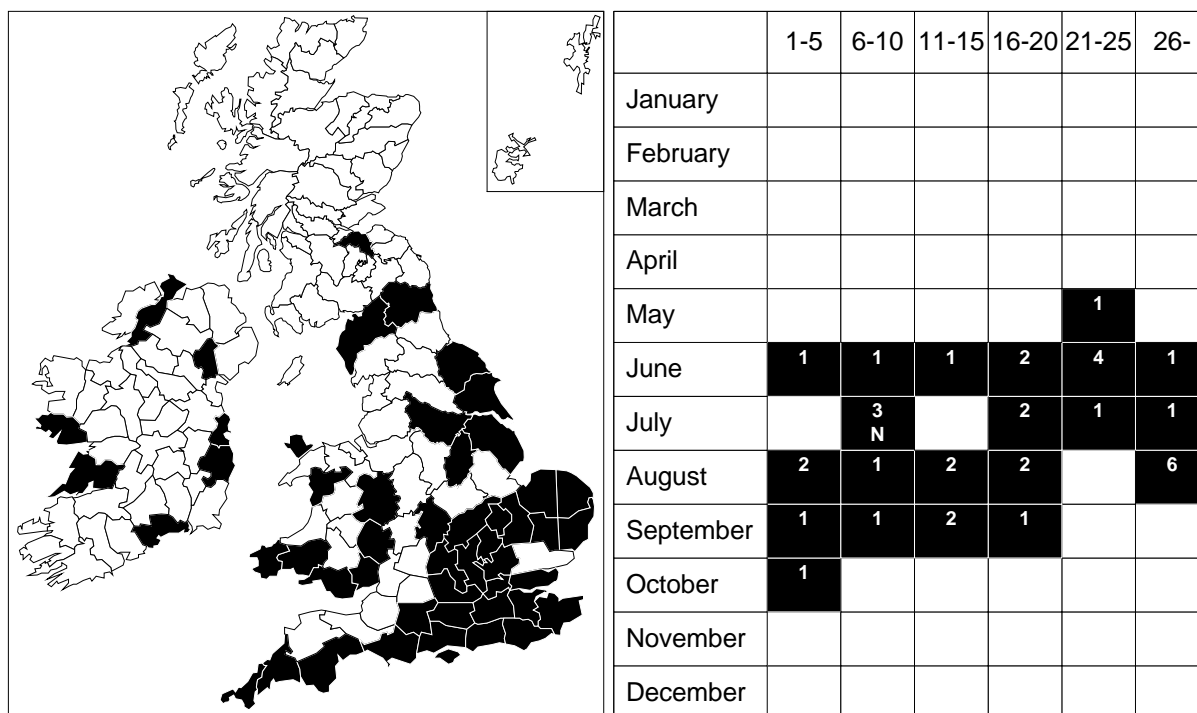 1-5 6-10 11-15 16-20 21-25 26-
January
February
March
April
May 1
June 1 1 1 2 4 1
July 3 2 1 1
N
August 2 1 2 2 6
September 1 1 2 1
October 1
November
December